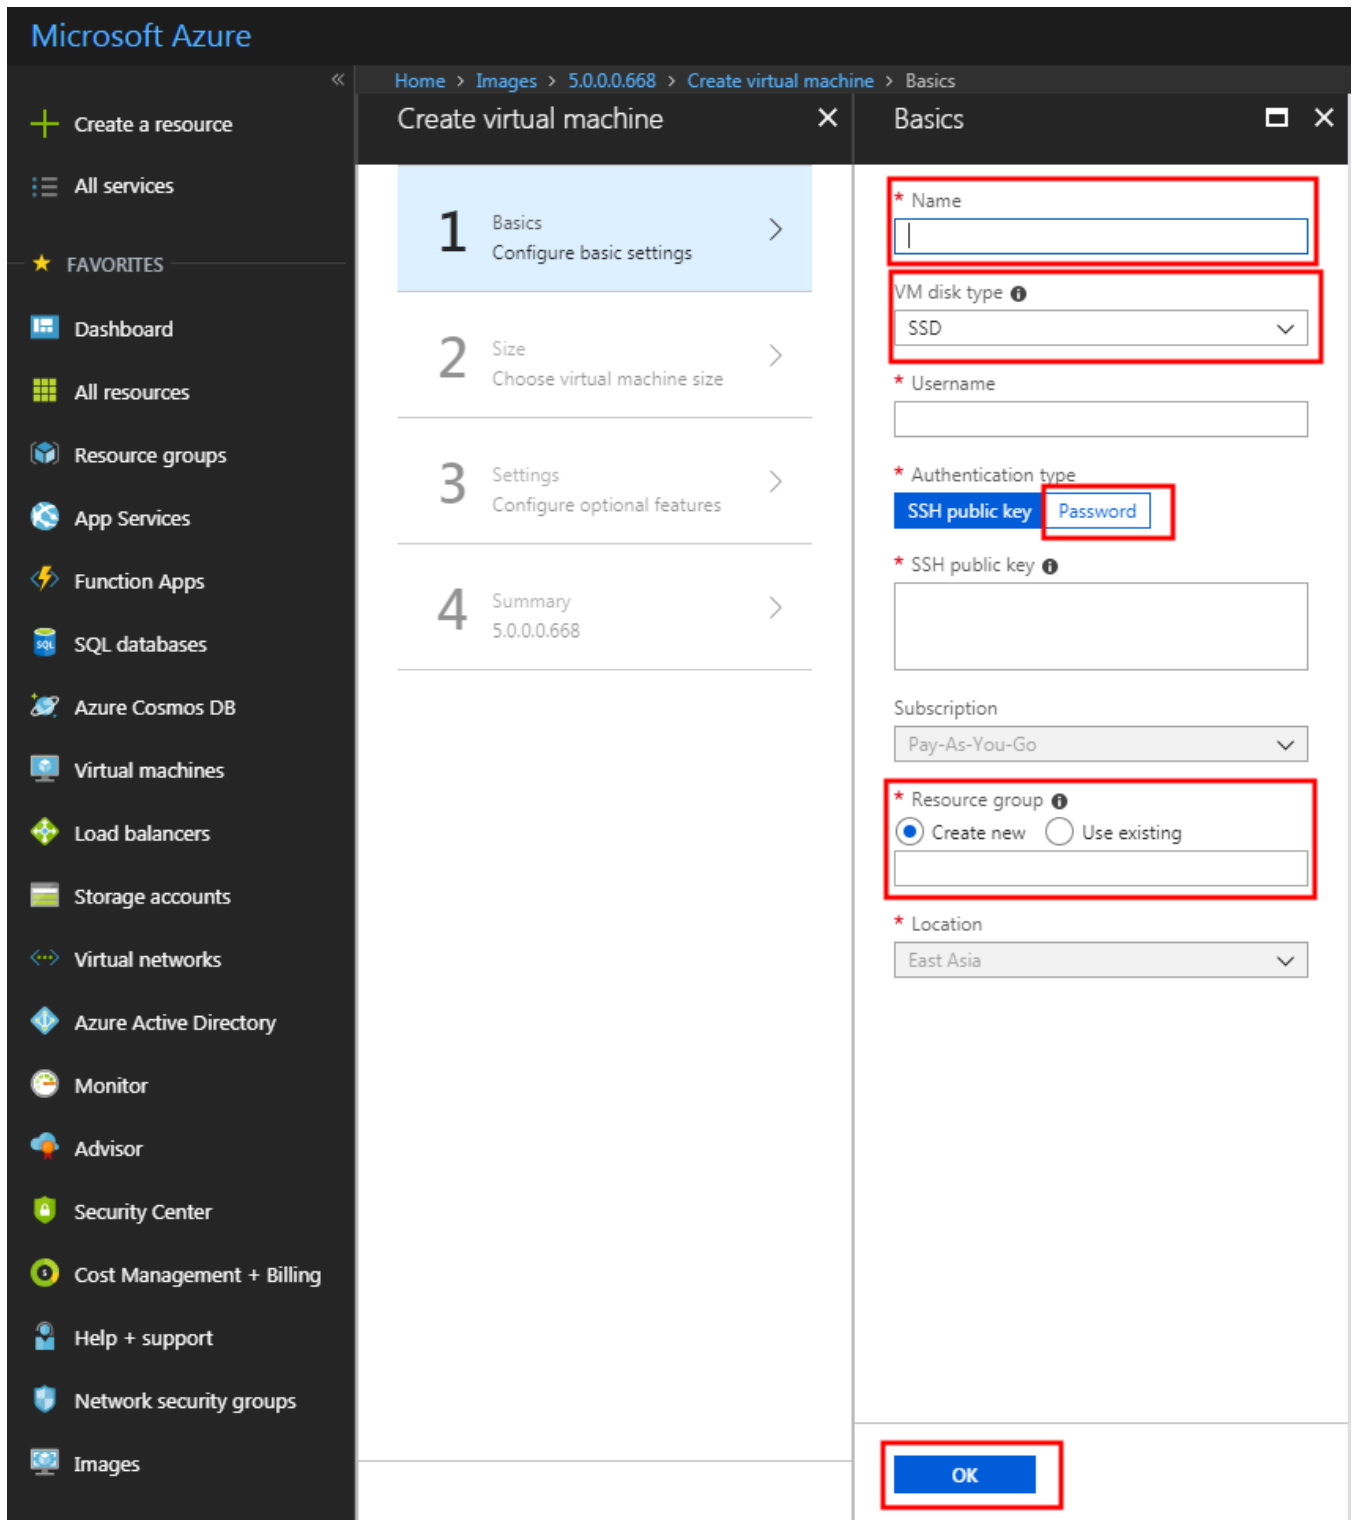 Microsoft Azure
«
Home > Images > 5.0.0.0.668 > Create virtual machine > Basics
Create a resource
All services
FAVORITES
Dashboard
All resources
Resource groups
App Services
Function Apps
SQL databases
Azure Cosmos DB
Virtual machines
Load balancers
Storage accounts
Virtual networks
Azure Active Directory
Monitor
Advisor
Security Center
Cost Management + Billing
Help + support
Network security groups
Images
Create virtual machine
1
Basics
Configure basic settings
2
Size
Choose virtual machine size
3
Settings
Configure optional features
4
Summary
5.0.0.0.668
Basics
* Name
VM disk type
SSD
* Username
* Authentication type
SSH public key Password
* SSH public key
Subscription
Pay-As-You-Go
* Resource group
Create new Use existing
* Location
East Asia
OK